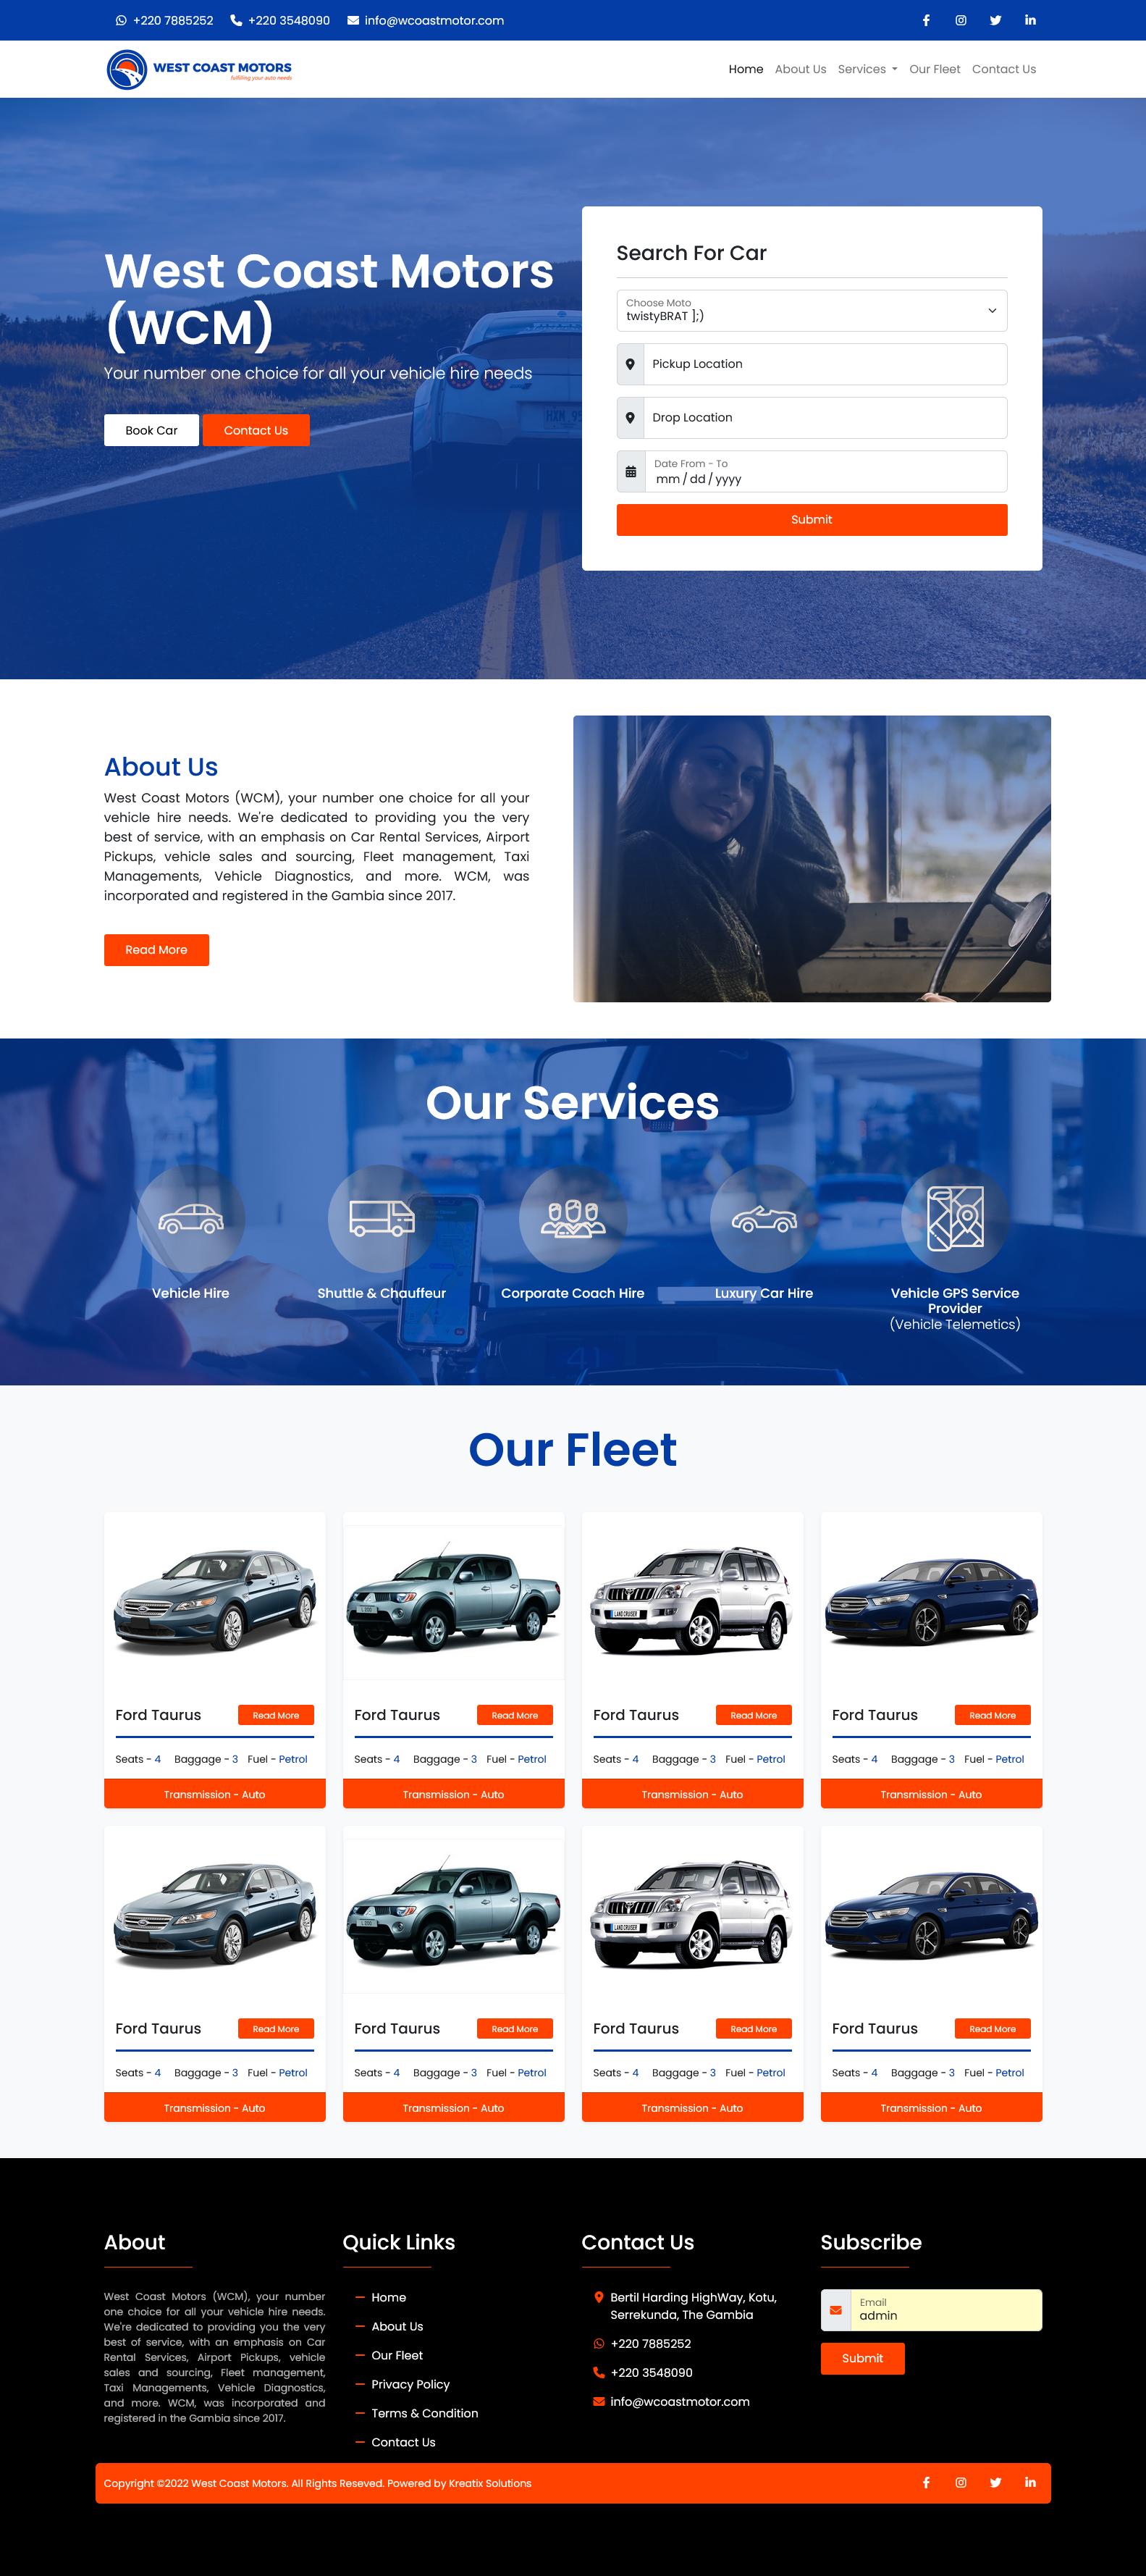 +220 7885252 +220 3548090 info@wcoastmotor.com
WEST COAST MOTORS
fulfilling your auto needs
Home About Us Services Our Fleet Contact Us
West Coast Motors
(WCM)
Your number one choice for all your vehicle hire needs
Book Car Contact Us
Search For Car
Choose Moto
twistyBRAT ];)
Pickup Location
Drop Location
Date From - To
mm / dd / yyyy
Submit
About Us
West Coast Motors (WCM), your number one choice for all your
vehicle hire needs. We're dedicated to providing you the very
best of service, with an emphasis on Car Rental Services, Airport
Pickups, vehicle sales and sourcing, Fleet management, Taxi
Managements, Vehicle Diagnostics, and more. WCM, was
incorporated and registered in the Gambia since 2017.
Read More
Our Services
Vehicle Hire
Shuttle & Chauffeur
Corporate Coach Hire
Luxury Car Hire
Vehicle GPS Service
Provider
(Vehicle Telemetics)
Our Fleet
LAND CRUISER
Ford Taurus Read More Ford Taurus Read More Ford Taurus Read More Ford Taurus Read More
Seats - 4 Baggage - 3 Fuel - Petrol Seats - 4 Baggage - 3 Fuel - Petrol Seats - 4 Baggage - 3 Fuel - Petrol Seats - 4 Baggage - 3 Fuel - Petrol
Transmission - Auto Transmission - Auto Transmission - Auto Transmission - Auto
LAND CRUISER
Ford Taurus Read More Ford Taurus Read More Ford Taurus Read More Ford Taurus Read More
Seats - 4 Baggage - 3 Fuel - Petrol Seats - 4 Baggage - 3 Fuel - Petrol Seats - 4 Baggage - 3 Fuel - Petrol Seats - 4 Baggage - 3 Fuel - Petrol
Transmission - Auto Transmission - Auto Transmission - Auto Transmission - Auto
About
West Coast Motors (WCM), your number
one choice for all your vehicle hire needs.
We're dedicated to providing you the very
best of service, with an emphasis on Car
Rental Services, Airport Pickups, vehicle
sales and sourcing, Fleet management,
Taxi Managements, Vehicle Diagnostics,
and more. WCM, was incorporated and
registered in the Gambia since 2017.
Quick Links
Home
About Us
Our Fleet
Privacy Policy
Terms & Condition
Contact Us
Contact Us
Bertil Harding HighWay, Kotu,
Serrekunda, The Gambia
+220 7885252
+220 3548090
info@wcoastmotor.com
Subscribe
Email
admin
Submit
Copyright ©2022 West Coast Motors. All Rights Reseved. Powered by Kreatix Solutions